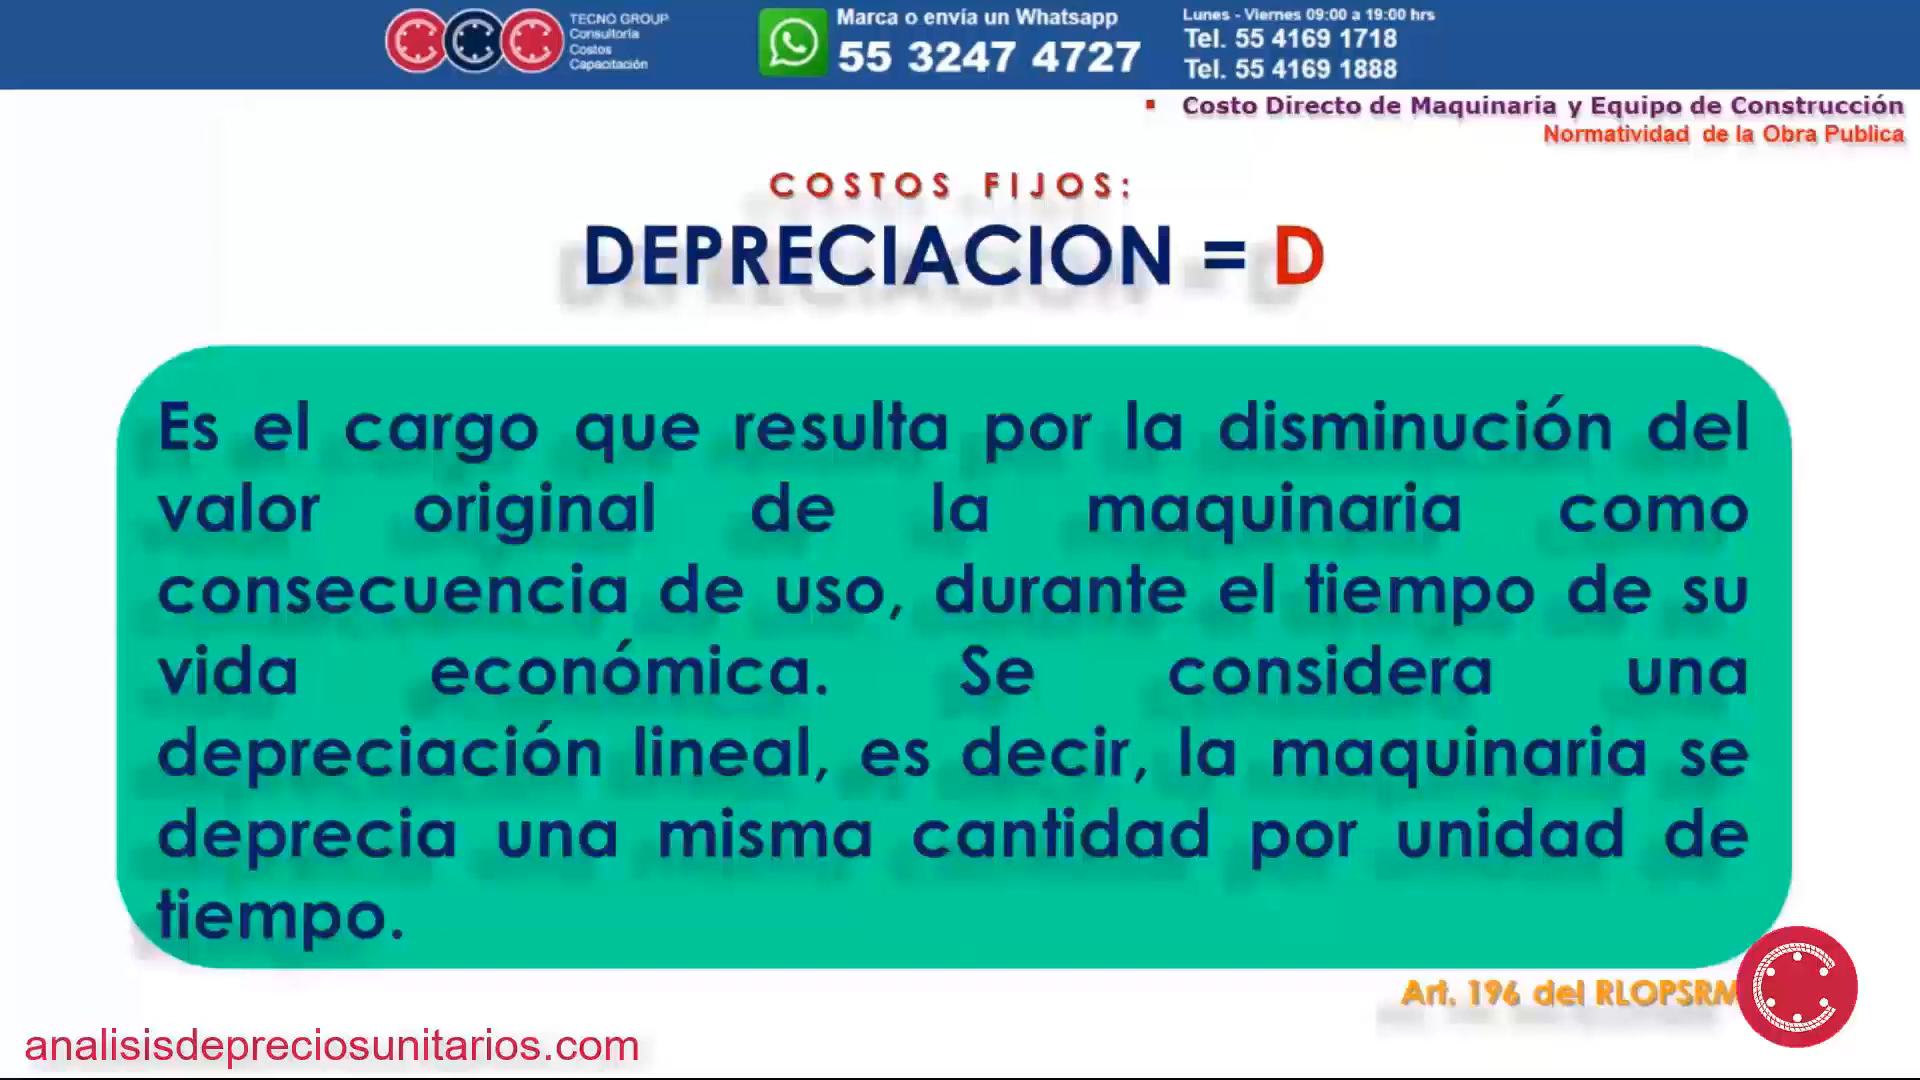 TECNO GROUP
Consultoría
Costos
Capacitación
Marca o envía un Whatsapp
55 3247 4727
Lunes - Viernes 09:00 a 19:00 hrs
Tel. 55 4169 1718
Tel. 55 4169 1888
Costo Directo de Maquinaria y Equipo de Construcción
Normatividad de la Obra Publica
COSTOS FIJOS:
DEPRECIACION = D
Es el cargo que resulta por la disminución del
valor original de la maquinaria como
consecuencia de uso, durante el tiempo de su
vida económica. Se considera una
depreciación lineal, es decir, la maquinaria se
deprecia una misma cantidad por unidad de
tiempo.
Art. 196 del RLOPSRM
analisisdepreciosunitarios.com